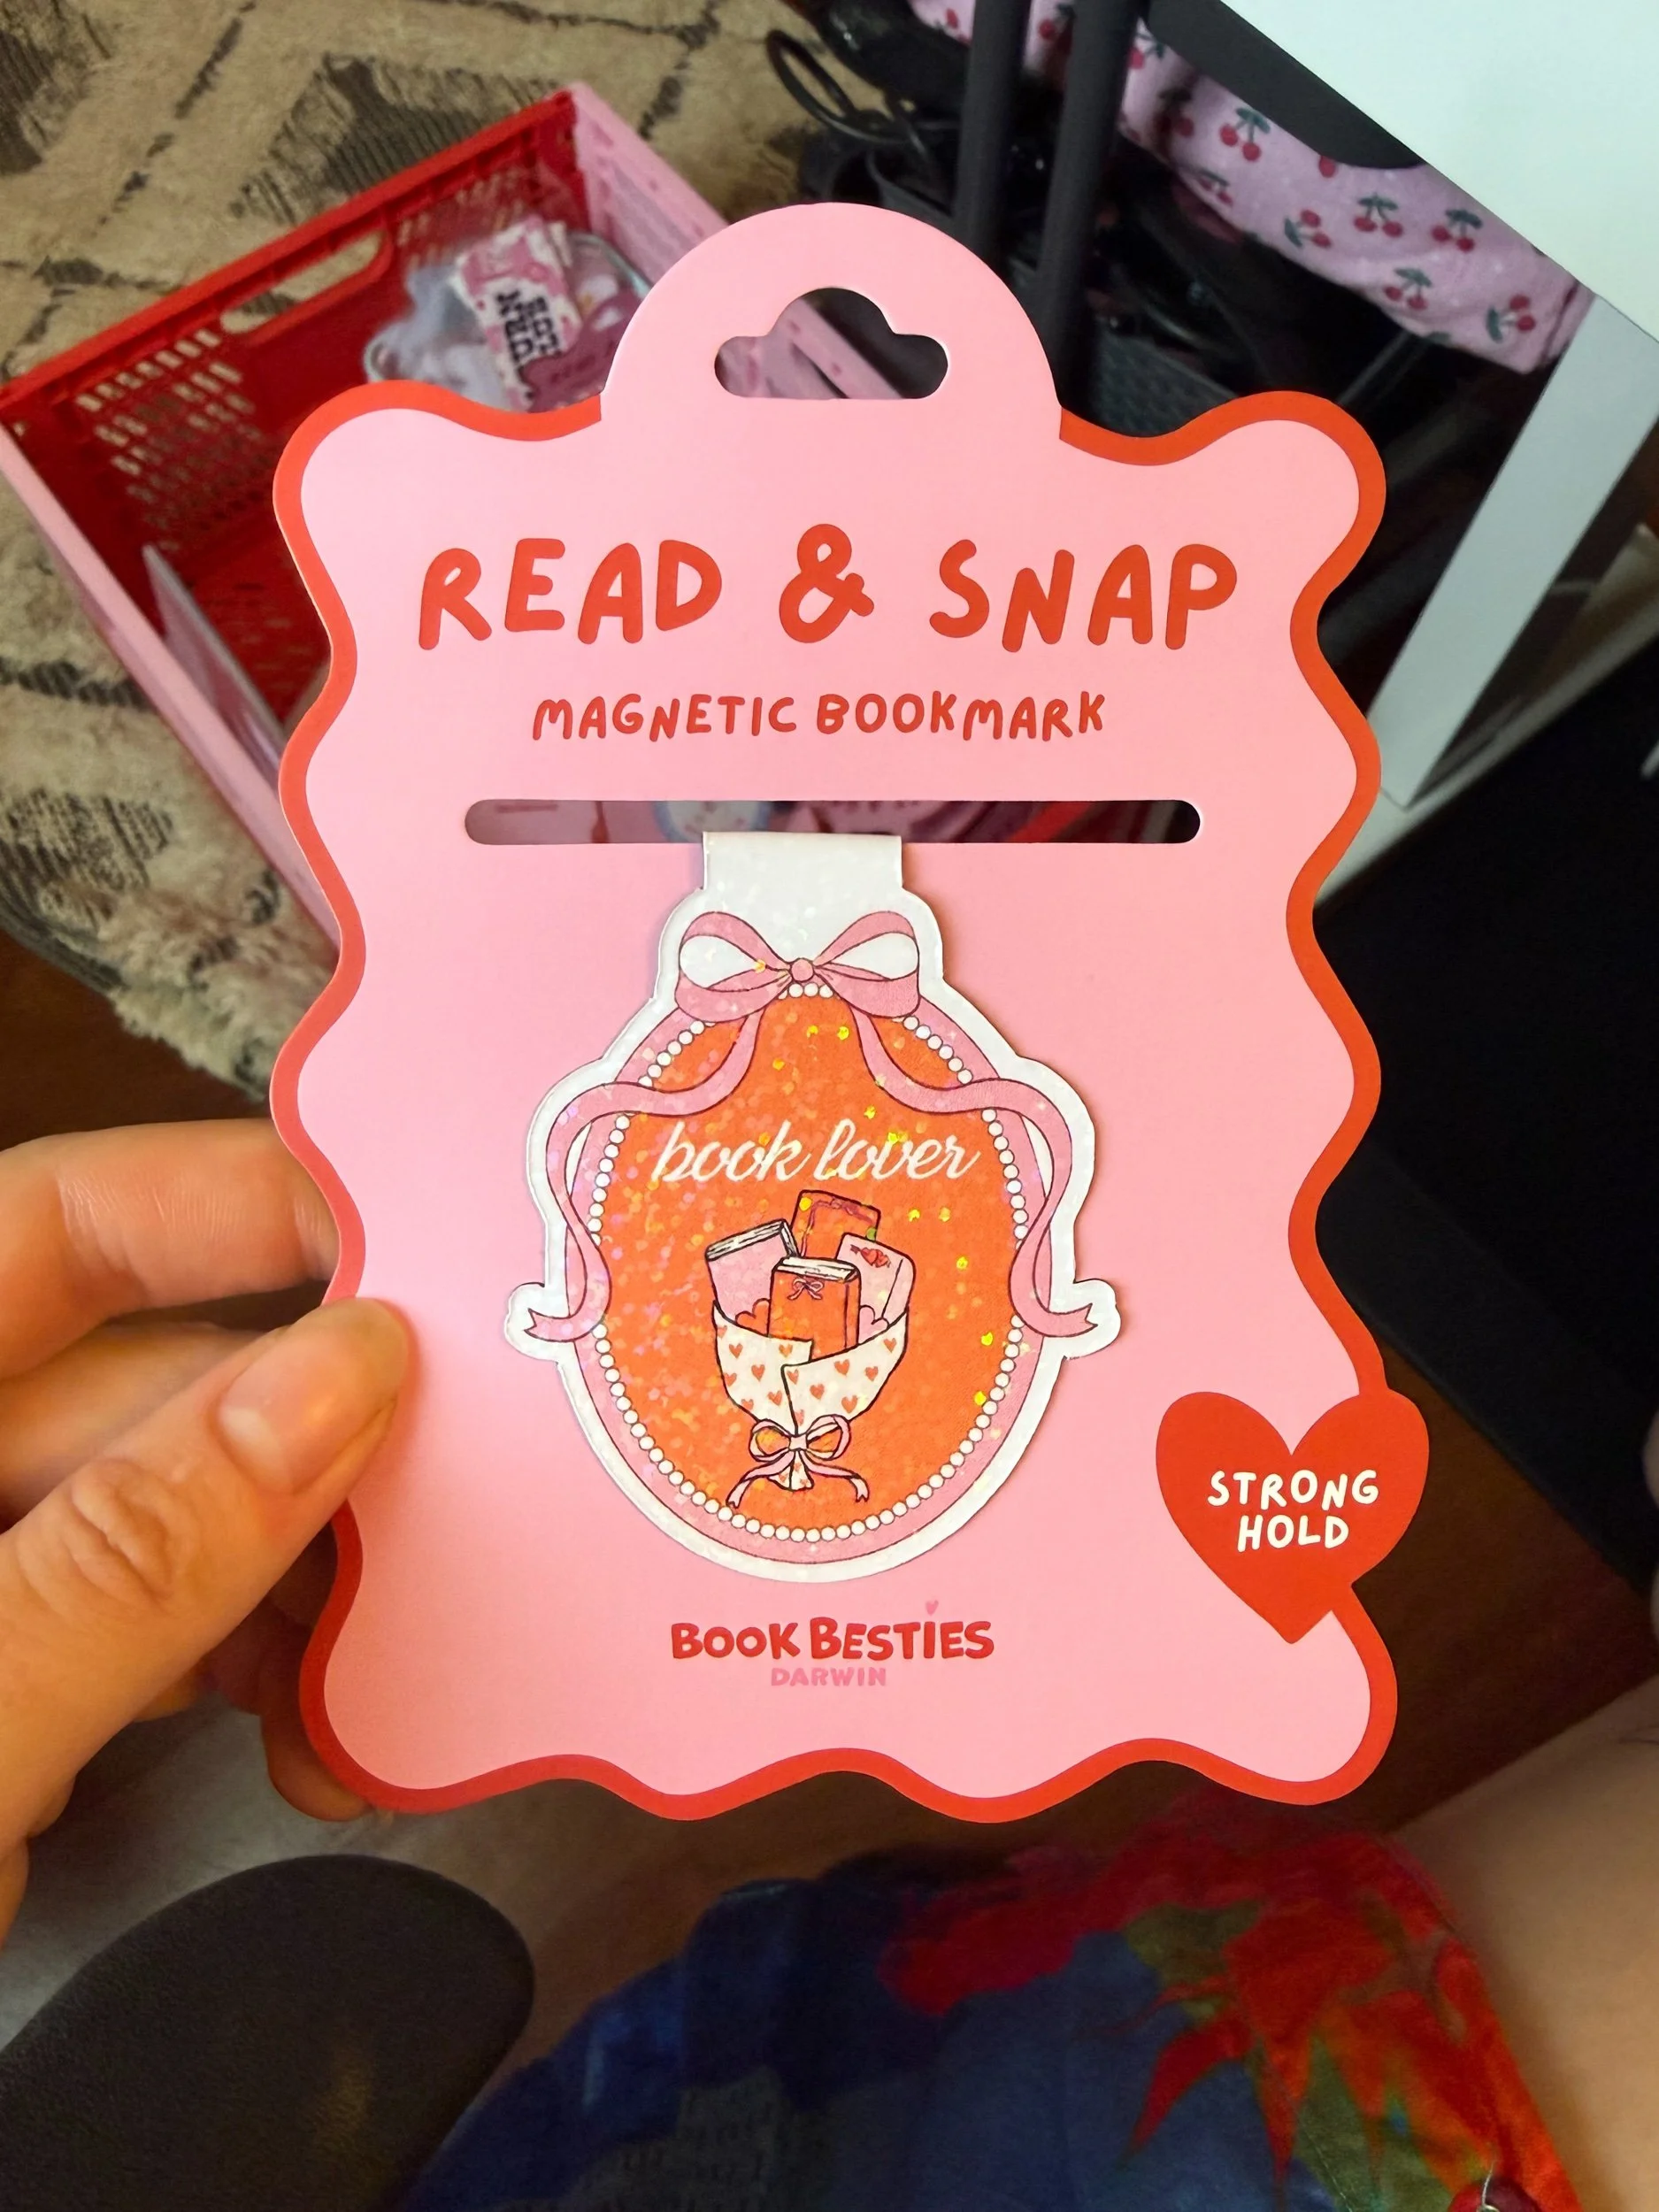 READ & SNAP
MAGNETIC BOOKMARK
book lover
STRONG
HOLD
BOOK BESTIES
DARWIN